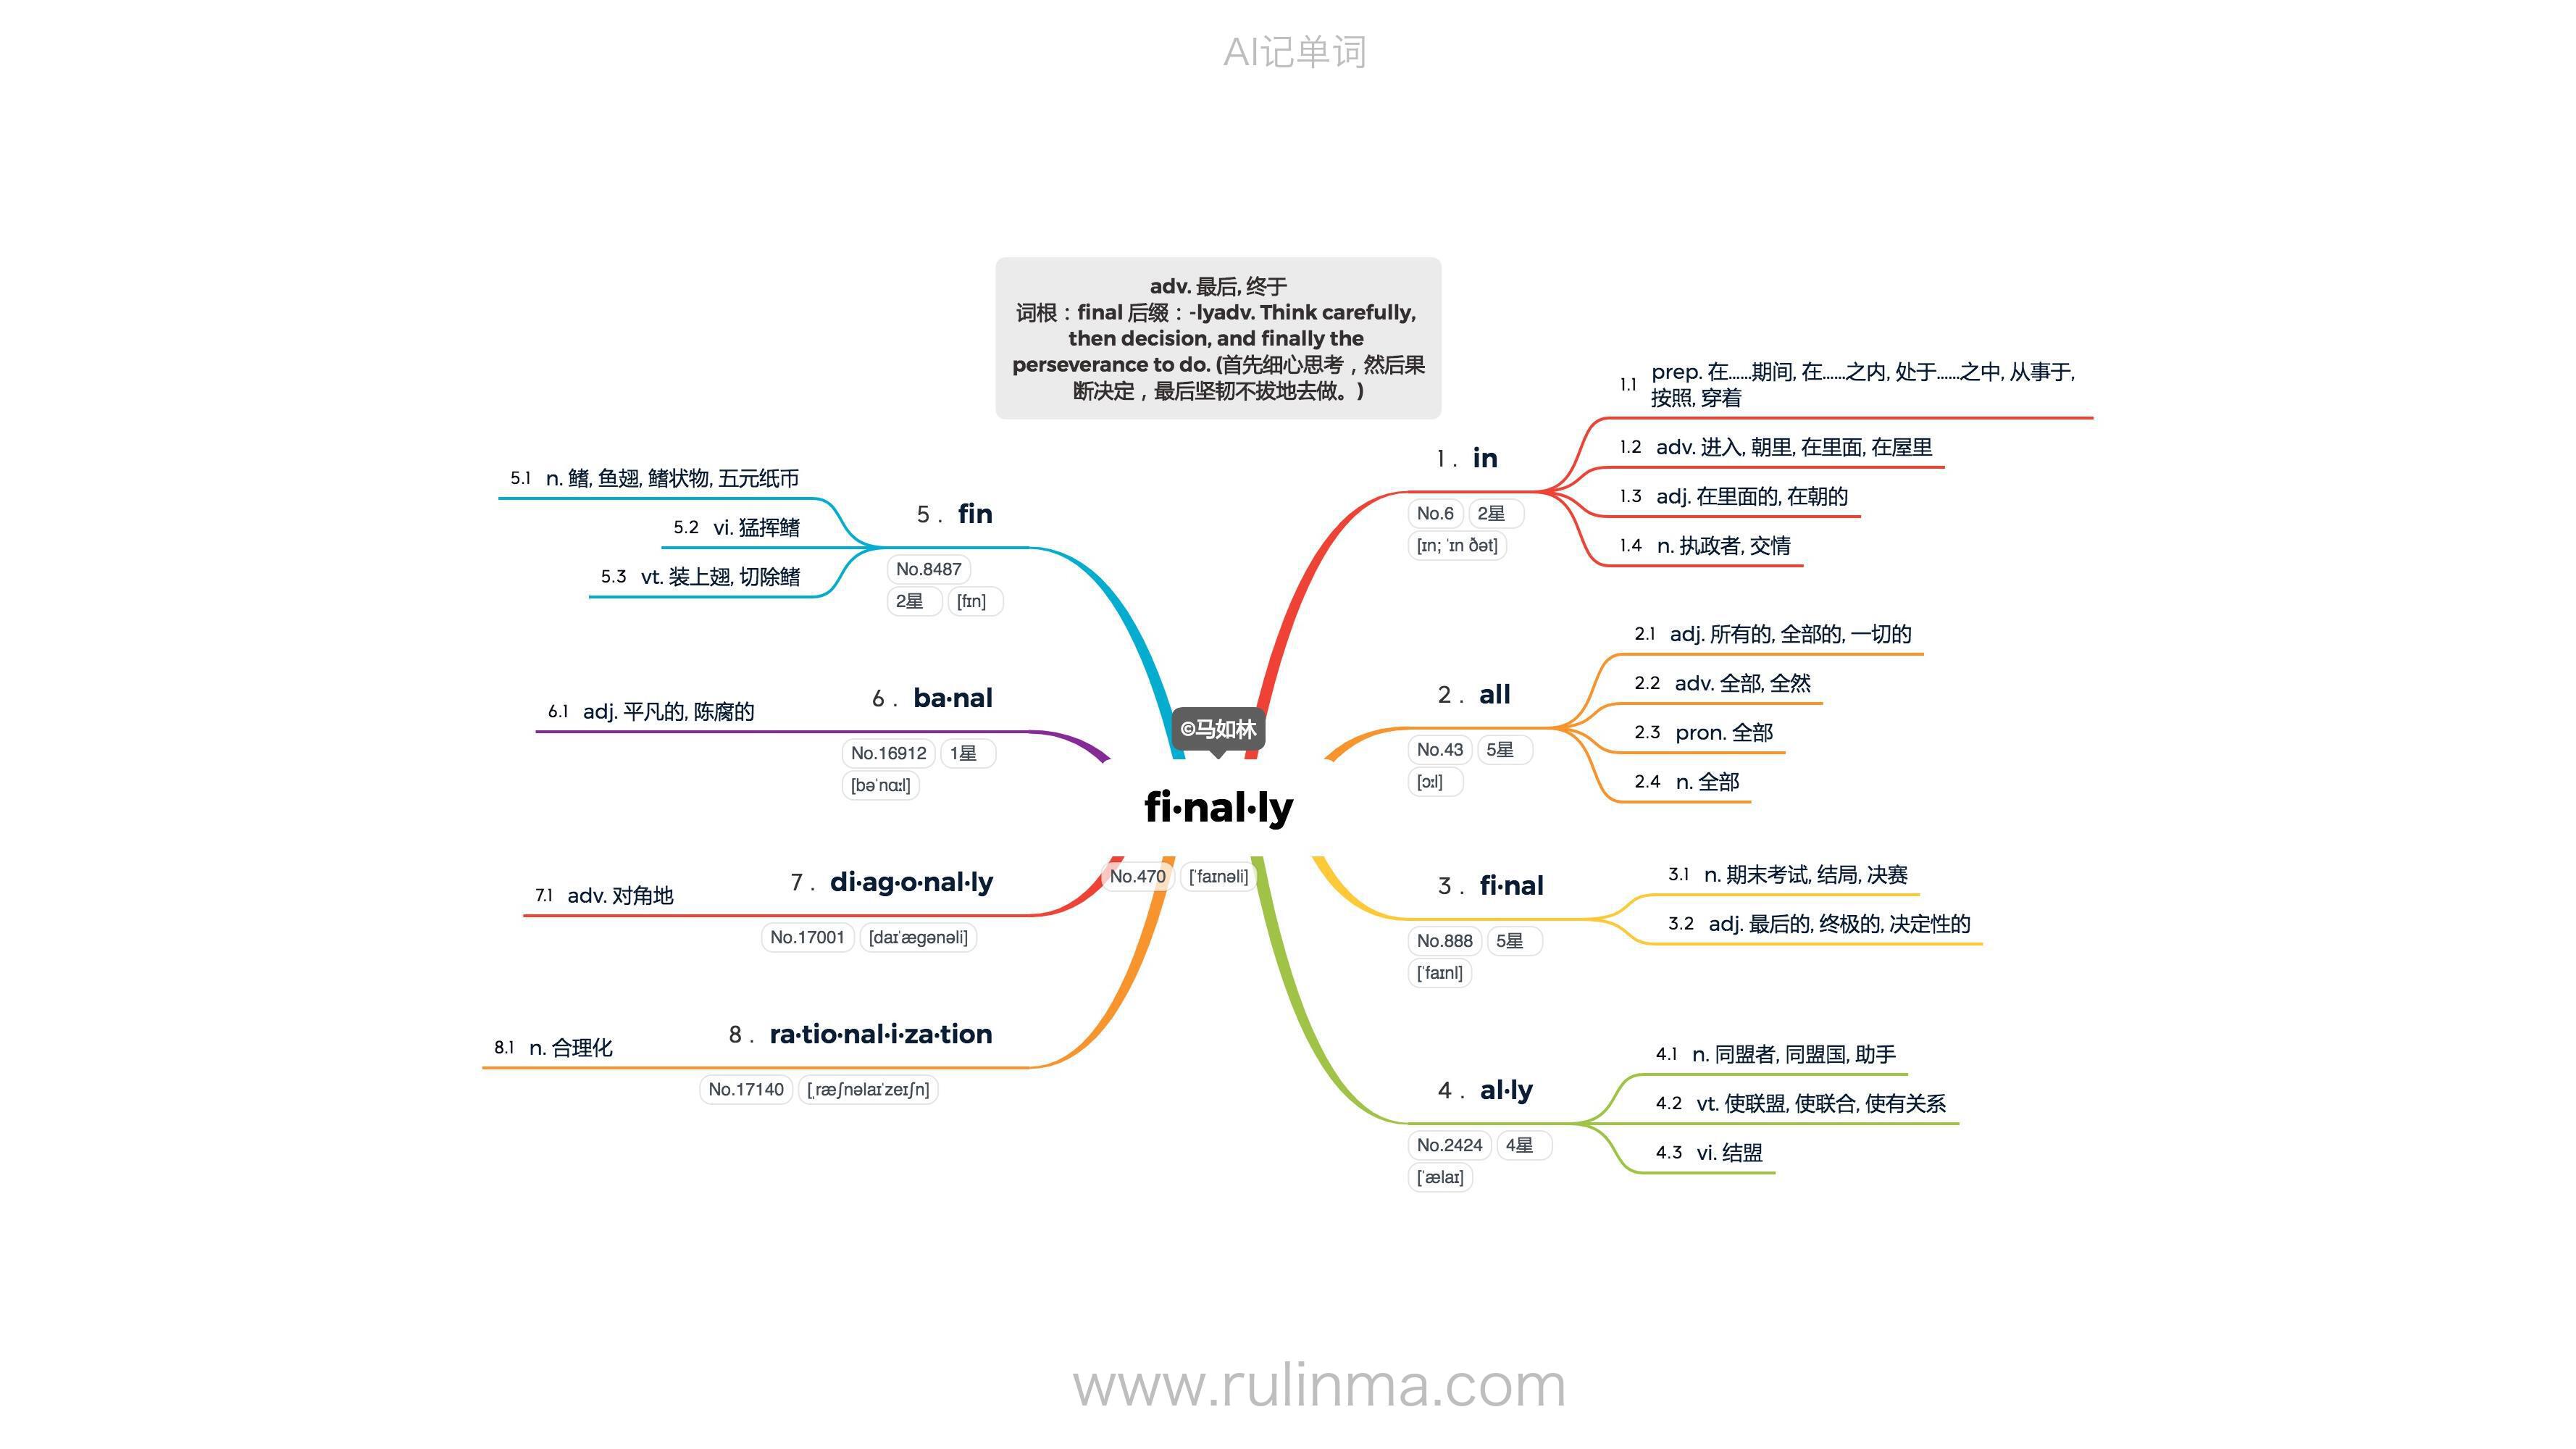 AI记单词
adv. 最后, 终于
词根：final 后缀：-lyadv. Think carefully,
then decision, and finally the
perseverance to do. (首先细心思考，然后果
断决定，最后坚韧不拔地去做。)
©马如林
fi·nal·ly
No.470 [ˈfaɪnəli]
1. in
No.6 2星
[ɪn; ˈɪn ðət]
1.1 prep. 在……期间, 在……之内, 处于……之中, 从事于,
按照, 穿着
1.2 adv. 进入, 朝里, 在里面, 在屋里
1.3 adj. 在里面的, 在朝的
1.4 n. 执政者, 交情
2. all
No.43 5星
[ɔːl]
2.1 adj. 所有的, 全部的, 一切的
2.2 adv. 全部, 全然
2.3 pron. 全部
2.4 n. 全部
3. fi·nal
No.888 5星
[ˈfaɪnl]
3.1 n. 期末考试, 结局, 决赛
3.2 adj. 最后的, 终极的, 决定性的
4. al·ly
No.2424 4星
[ˈælaɪ]
4.1 n. 同盟者, 同盟国, 助手
4.2 vt. 使联盟, 使联合, 使有关系
4.3 vi. 结盟
5. fin
No.8487
2星 [fɪn]
5.1 n. 鳍, 鱼翅, 鳍状物, 五元纸币
5.2 vi. 猛挥鳍
5.3 vt. 装上翅, 切除鳍
6. ba·nal
No.16912 1星
[bəˈnɑːl]
6.1 adj. 平凡的, 陈腐的
7. di·ag·o·nal·ly
No.17001 [daɪˈæɡənəli]
7.1 adv. 对角地
8. ra·tio·nal·i·za·tion
No.17140 [ˌræʃnəlaɪˈzeɪʃn]
8.1 n. 合理化
www.rulinma.com